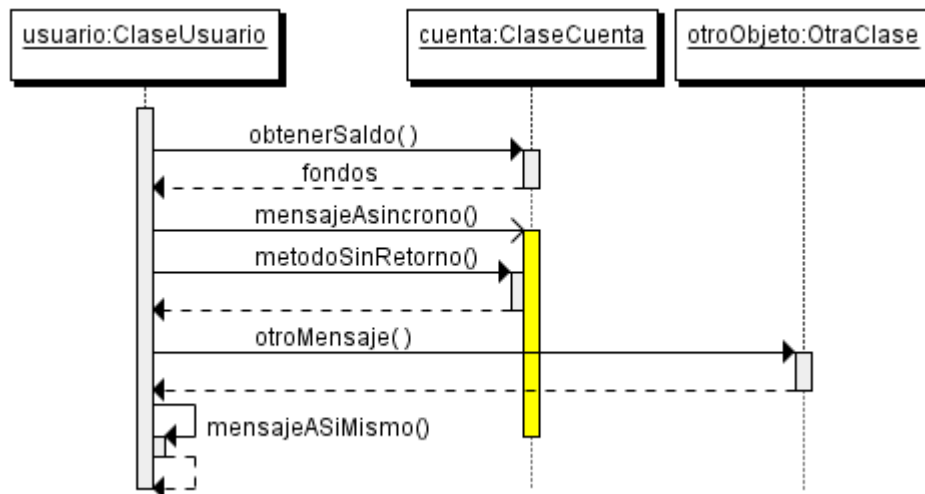 usuario:ClaseUsuario
cuenta:ClaseCuenta
otroObjeto:OtraClase
obtenerSaldo( )
fondos
mensajeAsincrono()
metodoSinRetorno()
otroMensaje( )
mensajeASiMismo()